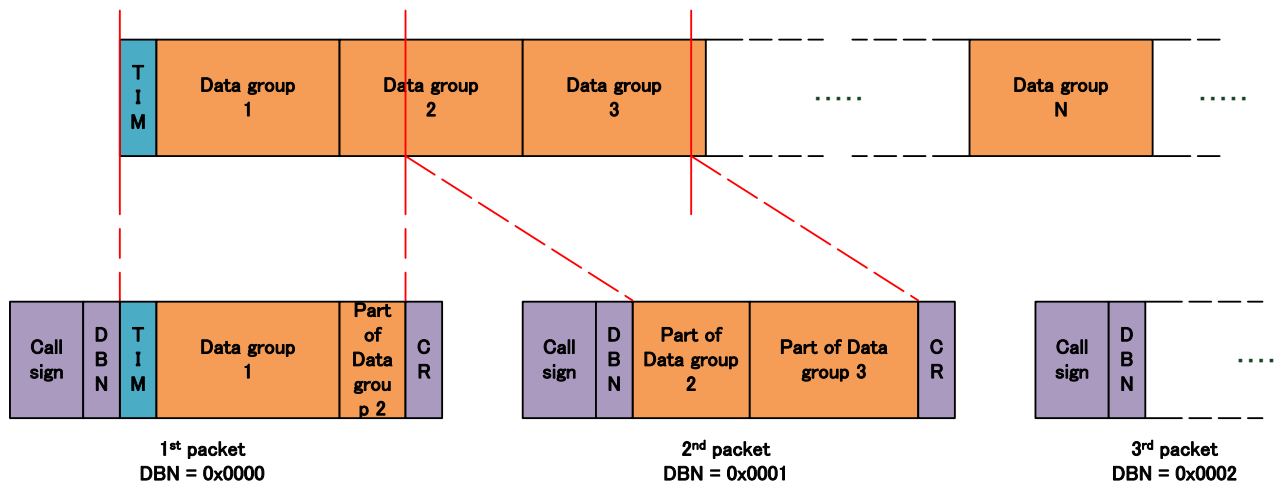 T
I
M
Data group
1
Data group
2
Data group
3
.....
Data group
N
.....
Call
sign
D
B
N
T
I
M
Data group
1
Part
of
Data
grou
p 2
C
R
Call
sign
D
B
N
Part of
Data group
2
Part of Data
group 3
C
R
Call
sign
D
B
N
....
1st packet
DBN = 0x0000
2nd packet
DBN = 0x0001
3rd packet
DBN = 0x0002